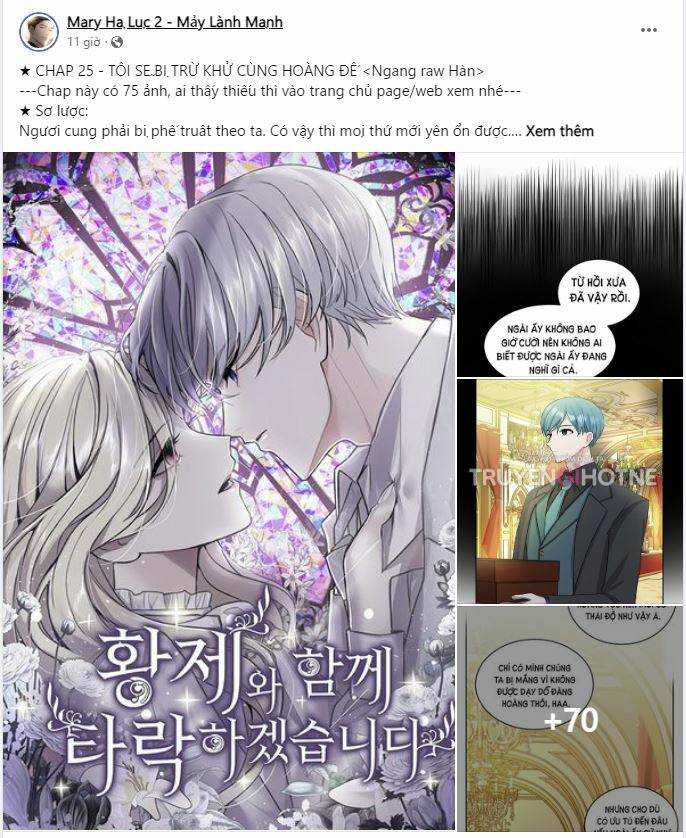 Mary Hạ Lục 2 - Mảy Lành Mạnh
11 giờ ·
★ CHAP 25 - TÔI SẼ BỊ TRỪ KHỬ CÙNG HOÀNG ĐẾ <Ngang raw Hàn>
---Chap này có 75 ảnh, ai thấy thiếu thì vào trang chủ page/web xem nhé---
★ Sơ lược:
Ngươi cũng phải bị phế truất theo ta. Có vậy thì mọi thứ mới yên ổn được.... Xem thêm
황제와 함께
타락하겠습니다
TỪ HỒI XƯA
ĐÃ VẬY RỒI.
NGÀI ẤY KHÔNG BAO
GIỜ CƯỜI NÊN KHÔNG AI
BIẾT ĐƯỢC NGÀI ẤY ĐANG
NGHĨ GÌ CẢ.
TRUYENGIHOTNE
THÁI ĐỘ NHƯ VẬY Á.
CHỈ CÓ MÌNH CHÚNG
TA BỊ MẮNG VÌ KHÔNG
ĐƯỢC DẠY DỖ ĐÀNG
HOÀNG THÔI, HAA.
+70
NHƯNG CHO DÙ
CÓ ƯU TÚ ĐẾN ĐÂU